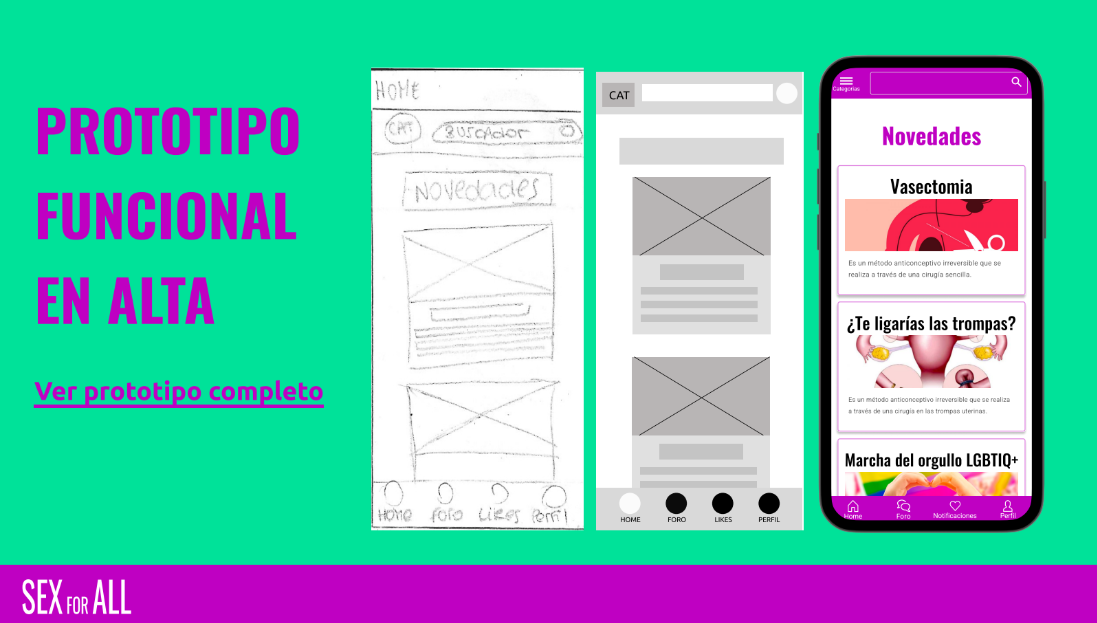 PROTOTIPO
FUNCIONAL
EN ALTA
Ver prototipo completo
HOME
CAT
BUSCADOR
NOVEDADES
HOME
FORO
LIKES
Perfil
CAT
HOME
FORO
LIKES
PERFIL
Categorías
Novedades
Vasectomia
Es un método anticonceptivo irreversible que se
realiza a través de una cirugía sencilla.
¿Te ligarías las trompas?
Es un método anticonceptivo irreversible que se realiza
a través de una cirugía en las trompas uterinas.
Marcha del orgullo LGBTIQ+
Home
Foro
Notificaciones
Perfil
SEX FOR ALL